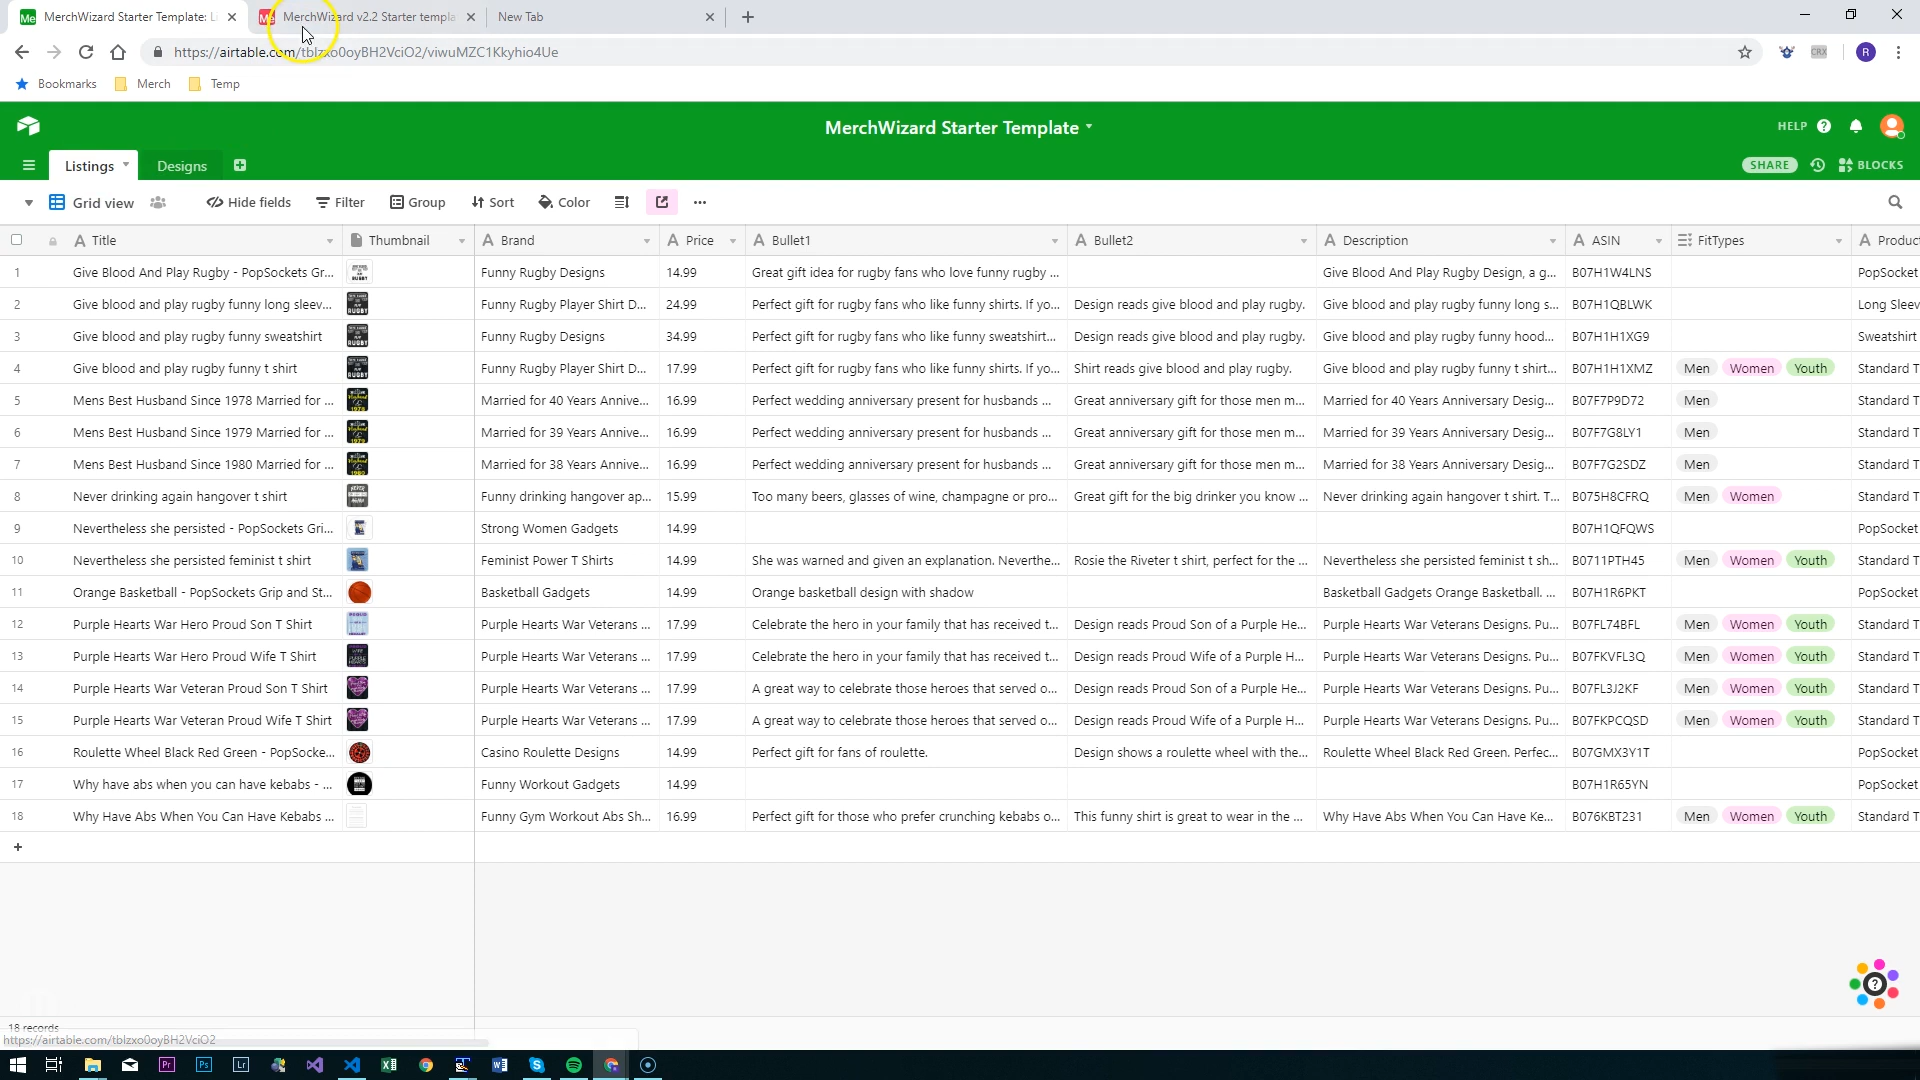 MerchWizard Starter Template: Li
MerchWizard v2.2 Starter templa
New Tab
https://airtable.com/tblzxo0oyBH2VciO2/viwuMZC1Kkyhio4Ue
CRX
R
Bookmarks
Merch
Temp
MerchWizard Starter Template
HELP
Listings
Designs
SHARE
BLOCKS
Grid view
Hide fields
Filter
Group
Sort
Color
Title Thumbnail Brand Price Bullet1 Bullet2 Description ASIN FitTypes Product
1 Give Blood And Play Rugby - PopSockets Gr... Funny Rugby Designs 14.99 Great gift idea for rugby fans who love funny rugby ... Give Blood And Play Rugby Design, a g... B07H1W4LNS PopSocket
2 Give blood and play rugby funny long sleev... Funny Rugby Player Shirt D... 24.99 Perfect gift for rugby fans who like funny shirts. If yo... Design reads give blood and play rugby. Give blood and play rugby funny long s... B07H1QBLWK Long Sleev
3 Give blood and play rugby funny sweatshirt Funny Rugby Designs 34.99 Perfect gift for rugby fans who like funny sweatshirt... Design reads give blood and play rugby. Give blood and play rugby funny hood... B07H1H1XG9 Sweatshirt
4 Give blood and play rugby funny t shirt Funny Rugby Player Shirt D... 17.99 Perfect gift for rugby fans who like funny shirts. If yo... Shirt reads give blood and play rugby. Give blood and play rugby funny t shirt... B07H1H1XMZ Men Women Youth Standard T
5 Mens Best Husband Since 1978 Married for ... Married for 40 Years Annive... 16.99 Perfect wedding anniversary present for husbands ... Great anniversary gift for those men m... Married for 40 Years Anniversary Desig... B07F7P9D72 Men Standard T
6 Mens Best Husband Since 1979 Married for ... Married for 39 Years Annive... 16.99 Perfect wedding anniversary present for husbands ... Great anniversary gift for those men m... Married for 39 Years Anniversary Desig... B07F7G8LY1 Men Standard T
7 Mens Best Husband Since 1980 Married for ... Married for 38 Years Annive... 16.99 Perfect wedding anniversary present for husbands ... Great anniversary gift for those men m... Married for 38 Years Anniversary Desig... B07F7G2SDZ Men Standard T
8 Never drinking again hangover t shirt Funny drinking hangover ap... 15.99 Too many beers, glasses of wine, champagne or pro... Great gift for the big drinker you know ... Never drinking again hangover t shirt. T... B075H8CFRQ Men Women Standard T
9 Nevertheless she persisted - PopSockets Gri... Strong Women Gadgets 14.99 B07H1QFQWS PopSocket
10 Nevertheless she persisted feminist t shirt Feminist Power T Shirts 14.99 She was warned and given an explanation. Neverthe... Rosie the Riveter t shirt, perfect for the ... Nevertheless she persisted feminist t sh... B0711PTH45 Men Women Youth Standard T
11 Orange Basketball - PopSockets Grip and St... Basketball Gadgets 14.99 Orange basketball design with shadow Basketball Gadgets Orange Basketball. ... B07H1R6PKT PopSocket
12 Purple Hearts War Hero Proud Son T Shirt Purple Hearts War Veterans ... 17.99 Celebrate the hero in your family that has received t... Design reads Proud Son of a Purple He... Purple Hearts War Veterans Designs. Pu... B07FL74BFL Men Women Youth Standard T
13 Purple Hearts War Hero Proud Wife T Shirt Purple Hearts War Veterans ... 17.99 Celebrate the hero in your family that has received t... Design reads Proud Wife of a Purple H... Purple Hearts War Veterans Designs. Pu... B07FKVFL3Q Men Women Youth Standard T
14 Purple Hearts War Veteran Proud Son T Shirt Purple Hearts War Veterans ... 17.99 A great way to celebrate those heroes that served o... Design reads Proud Son of a Purple He... Purple Hearts War Veterans Designs. Pu... B07FL3J2KF Men Women Youth Standard T
15 Purple Hearts War Veteran Proud Wife T Shirt Purple Hearts War Veterans ... 17.99 A great way to celebrate those heroes that served o... Design reads Proud Wife of a Purple H... Purple Hearts War Veterans Designs. Pu... B07FKPCQSD Men Women Youth Standard T
16 Roulette Wheel Black Red Green - PopSocke... Casino Roulette Designs 14.99 Perfect gift for fans of roulette. Design shows a roulette wheel with the... Roulette Wheel Black Red Green. Perfec... B07GMX3Y1T PopSocket
17 Why have abs when you can have kebabs - ... Funny Workout Gadgets 14.99 B07H1R65YN PopSocket
18 Why Have Abs When You Can Have Kebabs ... Funny Gym Workout Abs Sh... 16.99 Perfect gift for those who prefer crunching kebabs o... This funny shirt is great to wear in the ... Why Have Abs When You Can Have Ke... B076KBT231 Men Women Youth Standard T
18 records
https://airtable.com/tblzxo0oyBH2VciO2